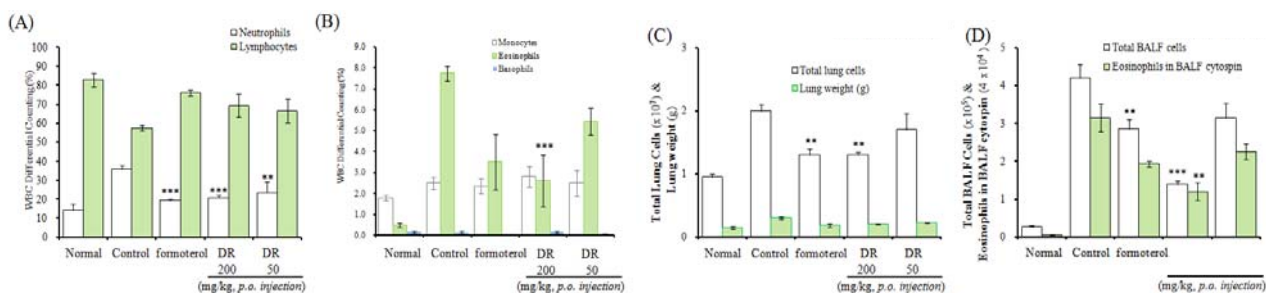 (A)
Neutrophils
Lymphocytes
WBC Differential Counting(%)
100
90
80
70
60
50
40
30
20
10
0
***
***
**
Normal Control formoterol DR DR
200 50
(mg/kg, p.o. injection)
(B)
Monocytes
Eosinophils
Basophils
WBC Differential Counting(%)
9.0
8.0
7.0
6.0
5.0
4.0
3.0
2.0
1.0
0.0
***
Normal Control formoterol DR DR
200 50
(mg/kg, p.o. injection)
(C)
Total lung cells
Lung weight (g)
Total Lung Cells (x10⁷) &
Lung weight (g)
3
2
1
0
**
**
Normal Control formoterol DR DR
200 50
(mg/kg, p.o. injection)
(D)
Total BALF cells
Eosinophils in BALF cytospin
Total BALF Cells (x10⁵) &
Eosinophils in BALF cytospin (4 x 10⁴)
5
4
3
2
1
0
**
***
**
Normal Control formoterol
(mg/kg, p.o. injection)